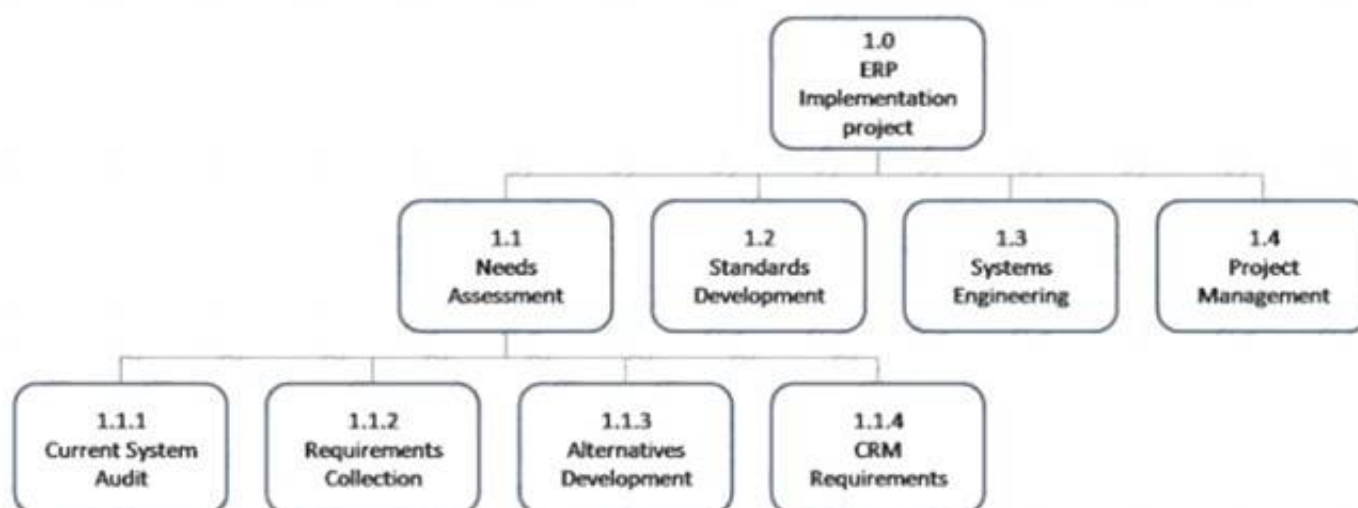 1.0
ERP
Implementation
project
1.1
Needs
Assessment
1.2
Standards
Development
1.3
Systems
Engineering
1.4
Project
Management
1.1.1
Current System
Audit
1.1.2
Requirements
Collection
1.1.3
Alternatives
Development
1.1.4
CRM
Requirements